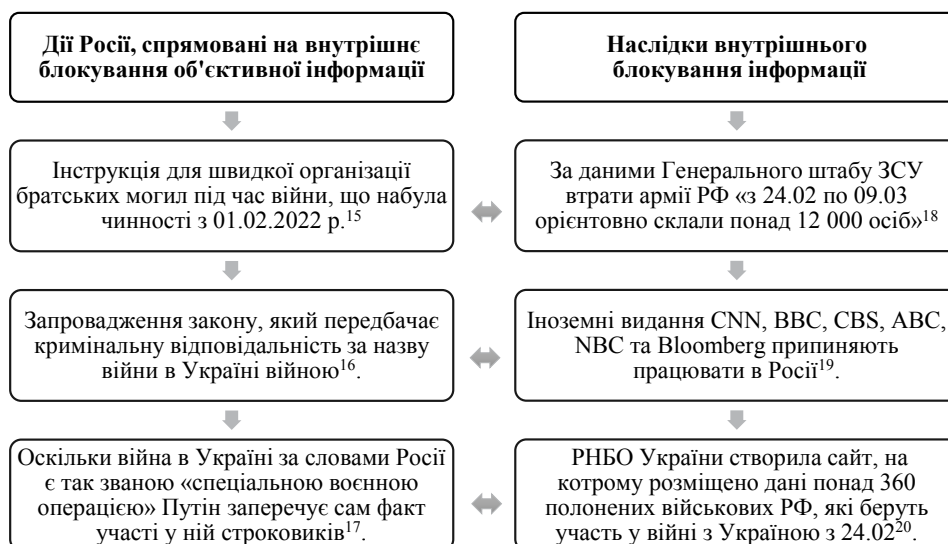 Дії Росії, спрямовані на внутрішнє
блокування об'єктивної інформації
Інструкція для швидкої організації
братських могил під час війни, що набула
чинності з 01.02.2022 р.15
Запровадження закону, який передбачає
кримінальну відповідальність за назву
війни в Україні війною16.
Оскільки війна в Україні за словами Росії
є так званою «спеціальною воєнною
операцією» Путін заперечує сам факт
участі у ній строковиків17.
Наслідки внутрішнього
блокування інформації
За даними Генерального штабу ЗСУ
втрати армії РФ «з 24.02 по 09.03
орієнтовно склали понад 12 000 осіб»18
Іноземні видання CNN, BBC, CBS, ABC,
NBC та Bloomberg припиняють
працювати в Росії19.
РНБО України створила сайт, на
котрому розміщено дані понад 360
полонених військових РФ, які беруть
участь у війні з Україною з 24.0220.